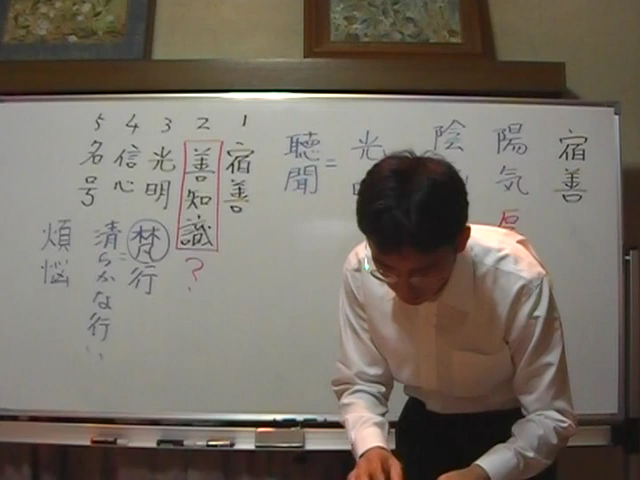 宿善
陽気
陰
光
聴聞
=
1 宿善
2 善知識?
3 光明
4 信心
5 名号
梵行
=
清らかな行い
煩悩